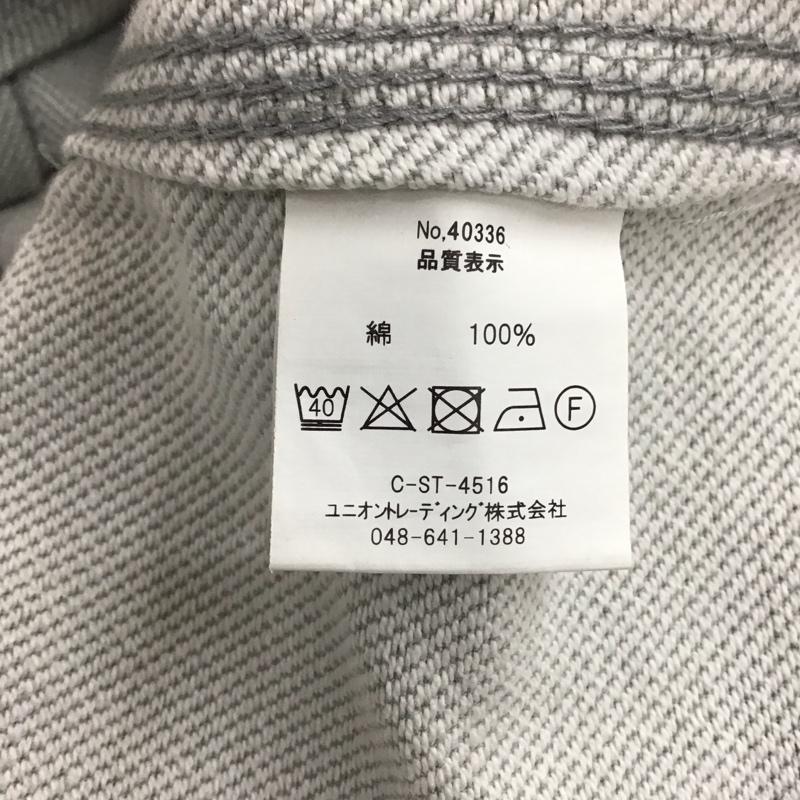 No,40336
品質表示
綿 100%
40 F
C-ST-4516
ユニオントレーディング株式会社
048-641-1388